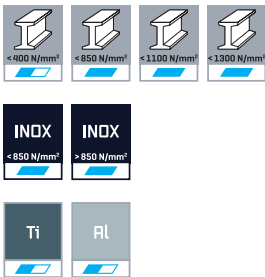 <400 N/mm² <850 N/mm² <1100 N/mm² <1300 N/mm²
INOX INOX
<850 N/mm² >850 N/mm²
Ti Al